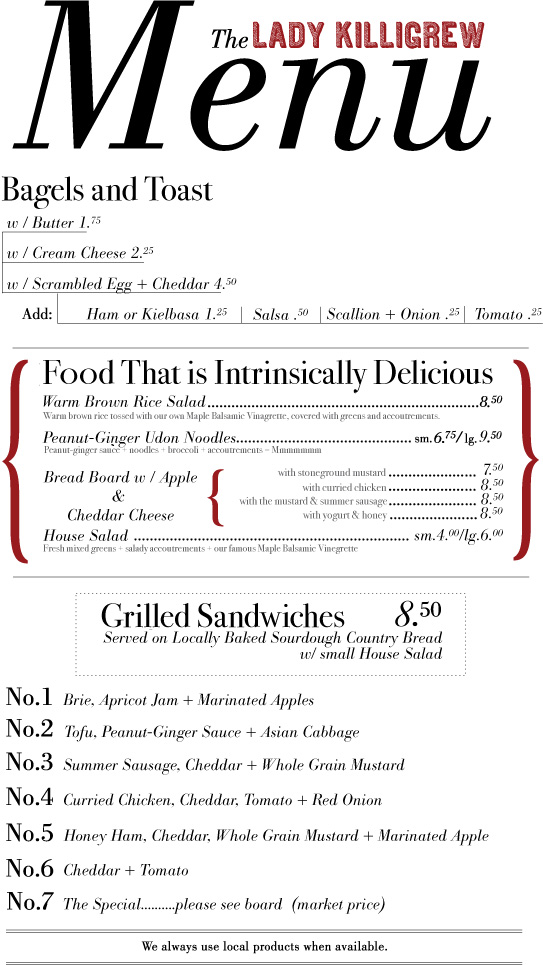 The LADY KILLIGREW
Menu
Bagels and Toast
w / Butter 1.75
w / Cream Cheese 2.25
w / Scrambled Egg + Cheddar 4.50
Add: Ham or Kielbasa 1.25 | Salsa .50 | Scallion + Onion .25 | Tomato .25
Food That is Intrinsically Delicious
Warm Brown Rice Salad..........8.50
Warm brown rice tossed with our own Maple Balsamic Vinagrette, covered with greens and accoutrements.
Peanut-Ginger Udon Noodles.......... sm.6.75/lg.9.50
Peanut-ginger sauce + noodles + broccoli + accoutrements = Mmmmmmm
Bread Board w / Apple
&
Cheddar Cheese
with stoneground mustard .......... 7.50
with curried chicken .......... 8.50
with the mustard & summer sausage .......... 8.50
with yogurt & honey .......... 8.50
House Salad .......... sm.4.00/lg.6.00
Fresh mixed greens + salady accoutrements + our famous Maple Balsamic Vinegrette
Grilled Sandwiches 8.50
Served on Locally Baked Sourdough Country Bread
w/ small House Salad
No.1 Brie, Apricot Jam + Marinated Apples
No.2 Tofu, Peanut-Ginger Sauce + Asian Cabbage
No.3 Summer Sausage, Cheddar + Whole Grain Mustard
No.4 Curried Chicken, Cheddar, Tomato + Red Onion
No.5 Honey Ham, Cheddar, Whole Grain Mustard + Marinated Apple
No.6 Cheddar + Tomato
No.7 The Special..........please see board (market price)
We always use local products when available.